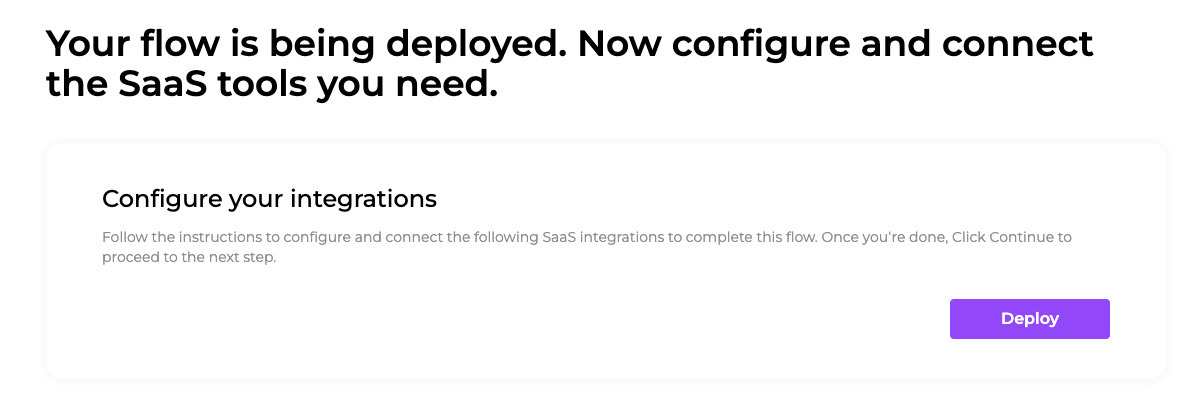 Your flow is being deployed. Now configure and connect
the SaaS tools you need.
Configure your integrations
Follow the instructions to configure and connect the following SaaS integrations to complete this flow. Once you're done, Click Continue to
proceed to the next step.
Deploy